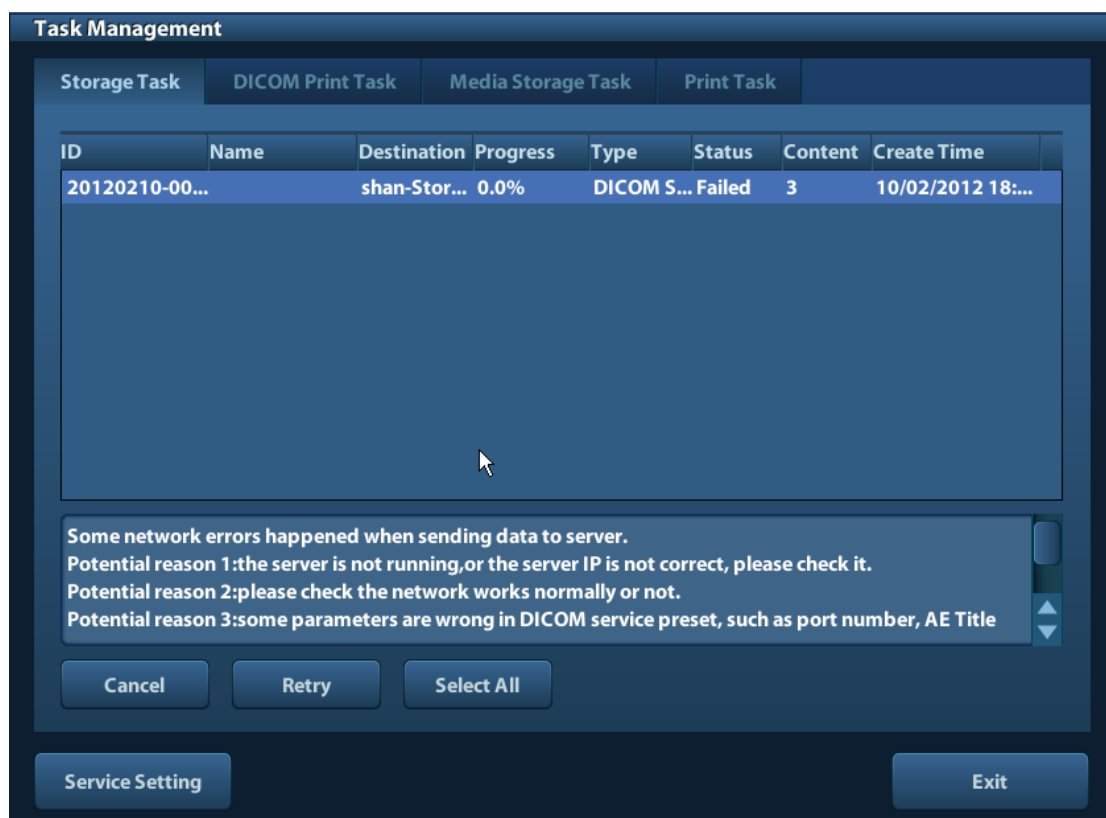 Task Management
Storage Task DICOM Print Task Media Storage Task Print Task
ID Name Destination Progress Type Status Content Create Time
20120210-00... shan-Stor... 0.0% DICOM S... Failed 3 10/02/2012 18:...
Some network errors happened when sending data to server.
Potential reason 1:the server is not running,or the server IP is not correct, please check it.
Potential reason 2:please check the network works normally or not.
Potential reason 3:some parameters are wrong in DICOM service preset, such as port number, AE Title
Cancel Retry Select All
Service Setting Exit